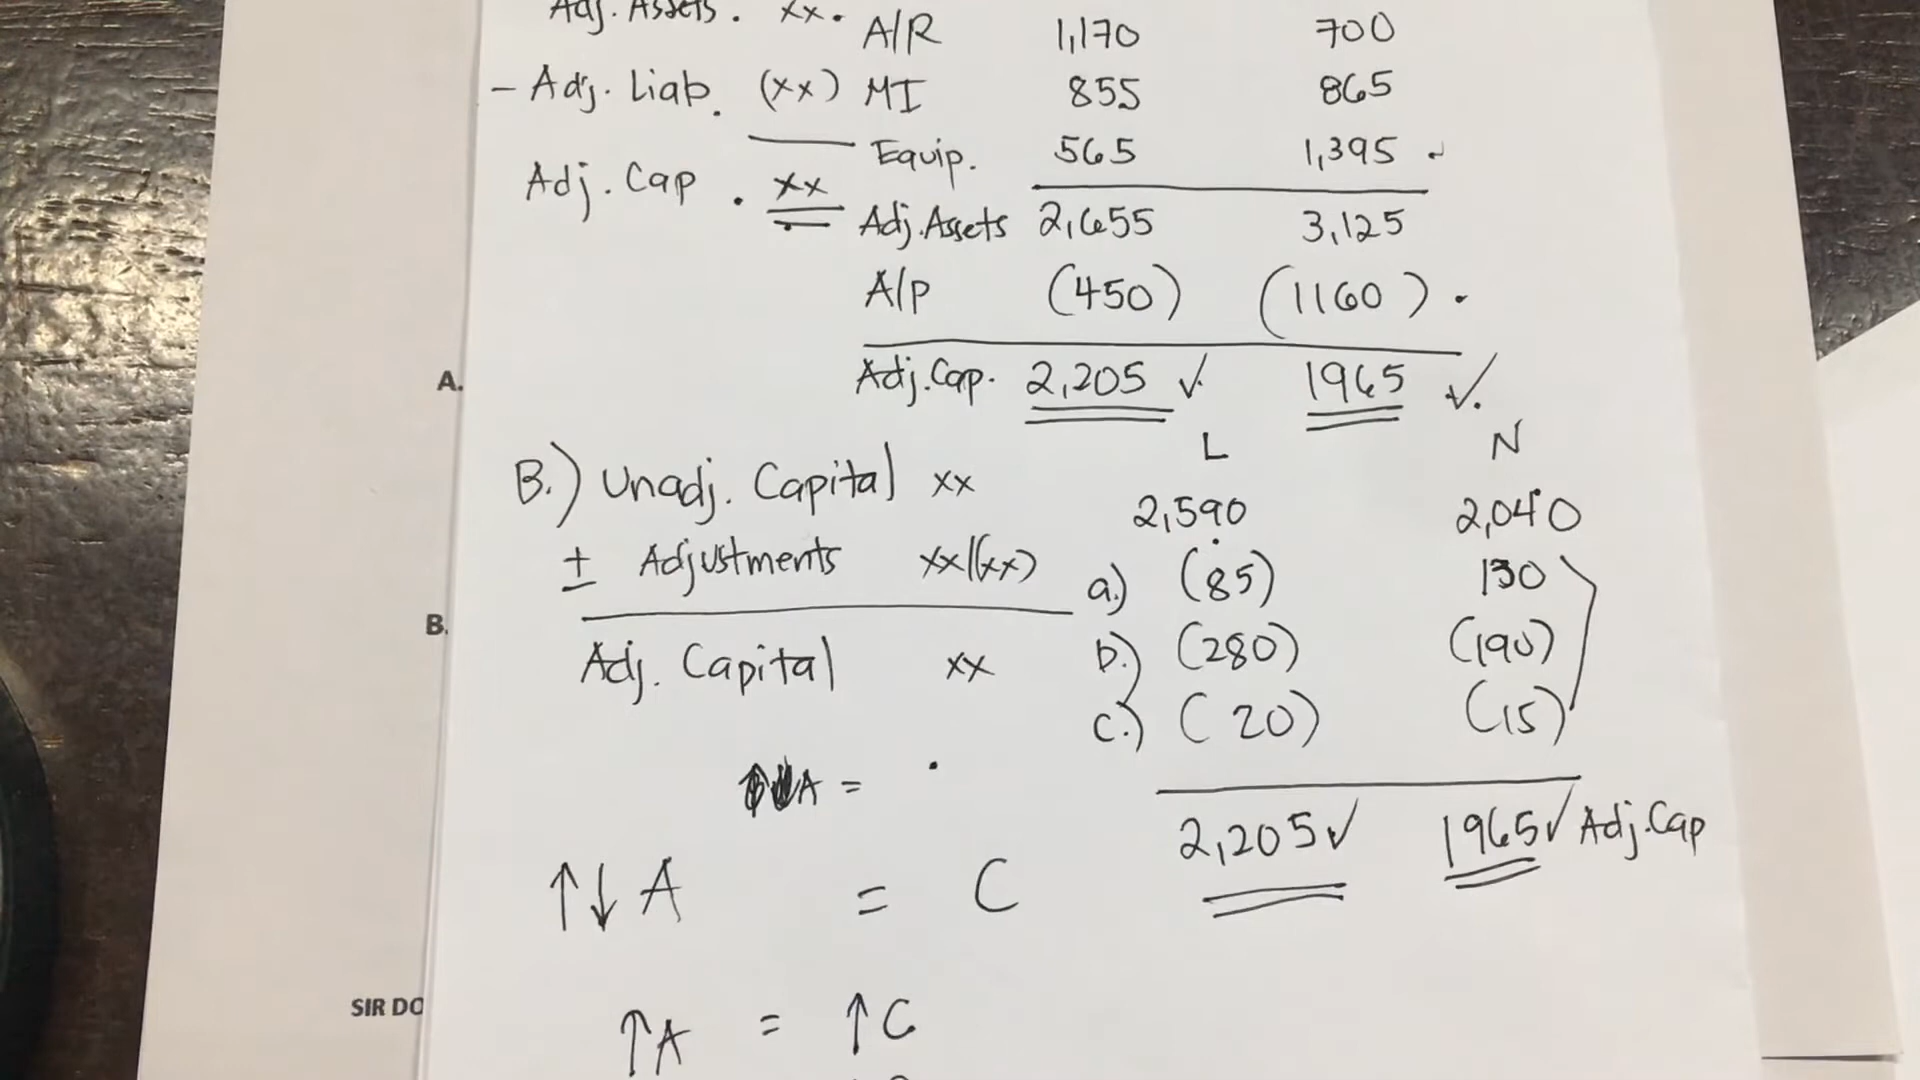 Adj. Assets . xx.
- Adj. Liab. (xx)
Adj. Cap . xx
A/R 1,170 700
MI 855 865
Equip. 565 1,395
Adj. Assets 2,655 3,125
A/p (450) (1160) .
Adj. Cap. 2,205 ✓ 1965 ✓.
A.
L N
B.) Unadj. Capital xx 2,590 2,040
± Adjustments xx/(xx) a.) (85) 130
B.
Adj. Capital xx b.) (280) (190)
c.) (20) (15)
A =
2,205 ✓ 1965 ✓ Adj. Cap
↑↓ A = C
SIR DO
↑A = ↑C